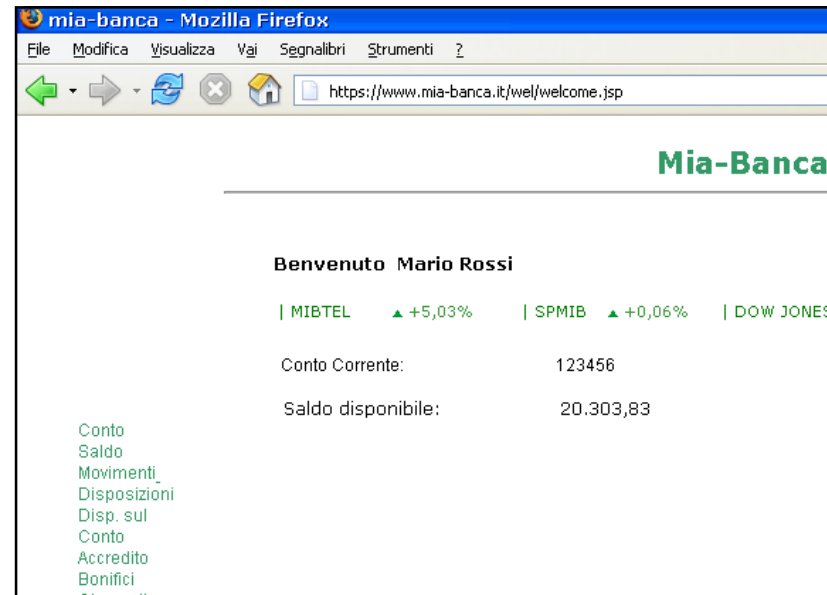 mia-banca - Mozilla Firefox
File Modifica Visualizza Vai Segnalibri Strumenti ?
https://www.mia-banca.it/wel/welcome.jsp
Mia-Banca
Benvenuto Mario Rossi
| MIBTEL ▲ +5,03% | SPMIB ▲ +0,06% | DOW JONES
Conto Corrente: 123456
Saldo disponibile: 20.303,83
Conto
Saldo
Movimenti
Disposizioni
Disp. sul
Conto
Accredito
Bonifici